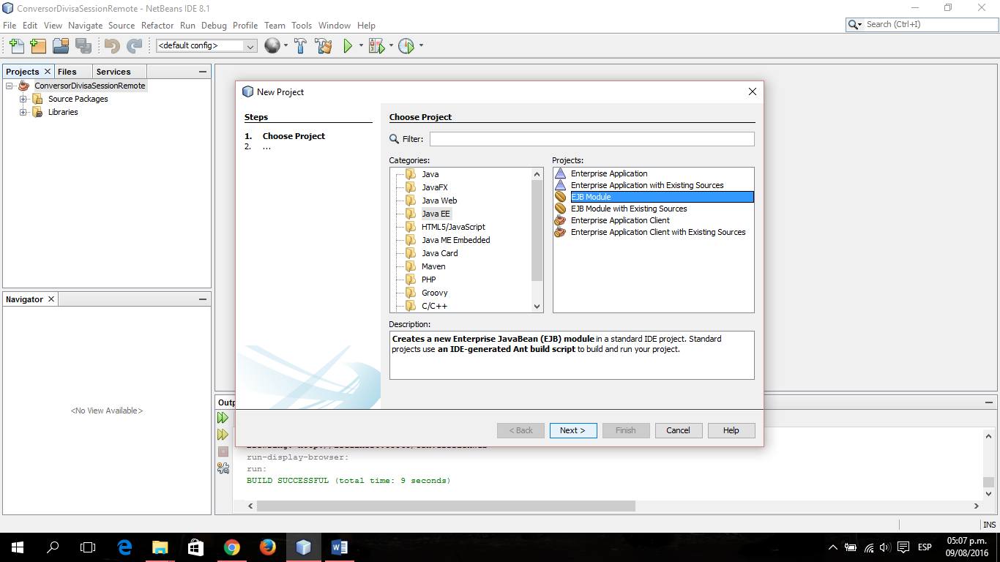 ConversorDivisaSessionRemote - NetBeans IDE 8.1
File Edit View Navigate Source Refactor Run Debug Profile Team Tools Window Help
Search (Ctrl+I)
<default config>
Projects Files Services
ConversorDivisaSessionRemote
Source Packages
Libraries
Navigator
<No View Available>
New Project
Steps
1. Choose Project
2. ...
Choose Project
Filter:
Categories:
Java
JavaFX
Java Web
Java EE
HTML5/JavaScript
Java ME Embedded
Java Card
Maven
PHP
Groovy
C/C++
Projects:
Enterprise Application
Enterprise Application with Existing Sources
EJB Module
EJB Module with Existing Sources
Enterprise Application Client
Enterprise Application Client with Existing Sources
Description:
Creates a new Enterprise JavaBean (EJB) module in a standard IDE project. Standard
projects use an IDE-generated Ant build script to build and run your project.
< Back Next > Finish Cancel Help
Outp
run-display-browser:
run:
BUILD SUCCESSFUL (total time: 9 seconds)
INS
ESP
05:07 p.m.
09/08/2016